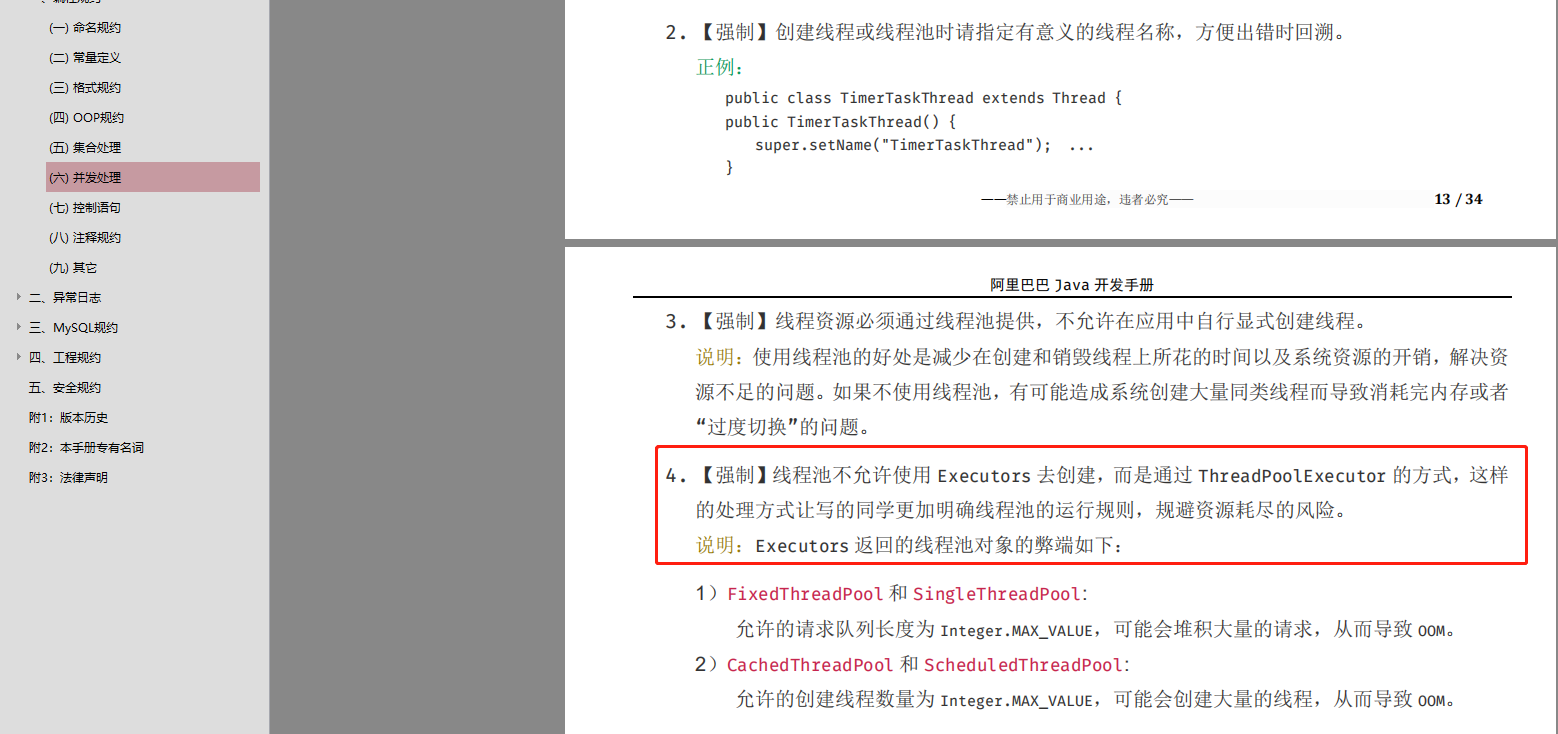 (一) 命名规约
(二) 常量定义
(三) 格式规约
(四) OOP规约
(五) 集合处理
(六) 并发处理
(七) 控制语句
(八) 注释规约
(九) 其它
二、异常日志
三、MySQL规约
四、工程规约
五、安全规约
附1：版本历史
附2：本手册专有名词
附3：法律声明
2. 【强制】创建线程或线程池时请指定有意义的线程名称，方便出错时回溯。
正例：
public class TimerTaskThread extends Thread {
public TimerTaskThread() {
super.setName("TimerTaskThread"); ...
}
——禁止用于商业用途，违者必究——
13 / 34
阿里巴巴 Java 开发手册
3. 【强制】线程资源必须通过线程池提供，不允许在应用中自行显式创建线程。
说明：使用线程池的好处是减少在创建和销毁线程上所花的时间以及系统资源的开销，解决资
源不足的问题。如果不使用线程池，有可能造成系统创建大量同类线程而导致消耗完内存或者
“过度切换”的问题。
4. 【强制】线程池不允许使用 Executors 去创建，而是通过 ThreadPoolExecutor 的方式，这样
的处理方式让写的同学更加明确线程池的运行规则，规避资源耗尽的风险。
说明：Executors 返回的线程池对象的弊端如下：
1）FixedThreadPool 和 SingleThreadPool:
允许的请求队列长度为 Integer.MAX_VALUE，可能会堆积大量的请求，从而导致 OOM。
2）CachedThreadPool 和 ScheduledThreadPool:
允许的创建线程数量为 Integer.MAX_VALUE，可能会创建大量的线程，从而导致 OOM。